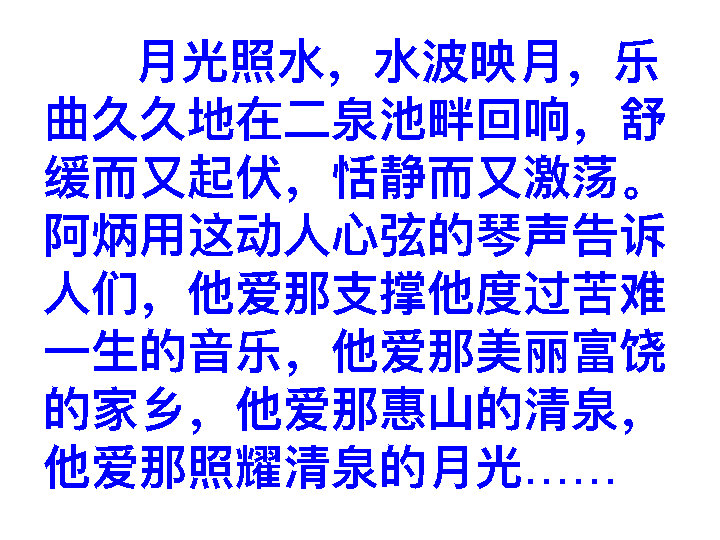 月光照水，水波映月，乐
曲久久地在二泉池畔回响，舒
缓而又起伏，恬静而又激荡。
阿炳用这动人心弦的琴声告诉
人们，他爱那支撑他度过苦难
一生的音乐，他爱那美丽富饶
的家乡，他爱那惠山的清泉，
他爱那照耀清泉的月光……